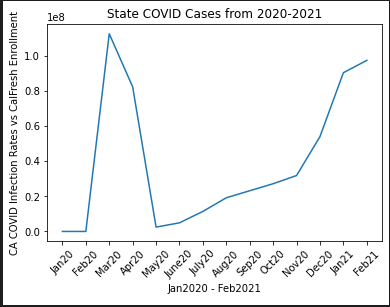 State COVID Cases from 2020-2021
1e8
CA COVID Infection Rates vs CalFresh Enrollment
1.0
0.8
0.6
0.4
0.2
0.0
Jan20 Feb20 Mar20 Apr20 May20 June20 July20 Aug20 Sep20 Oct20 Nov20 Dec20 Jan21 Feb21
Jan2020 - Feb2021